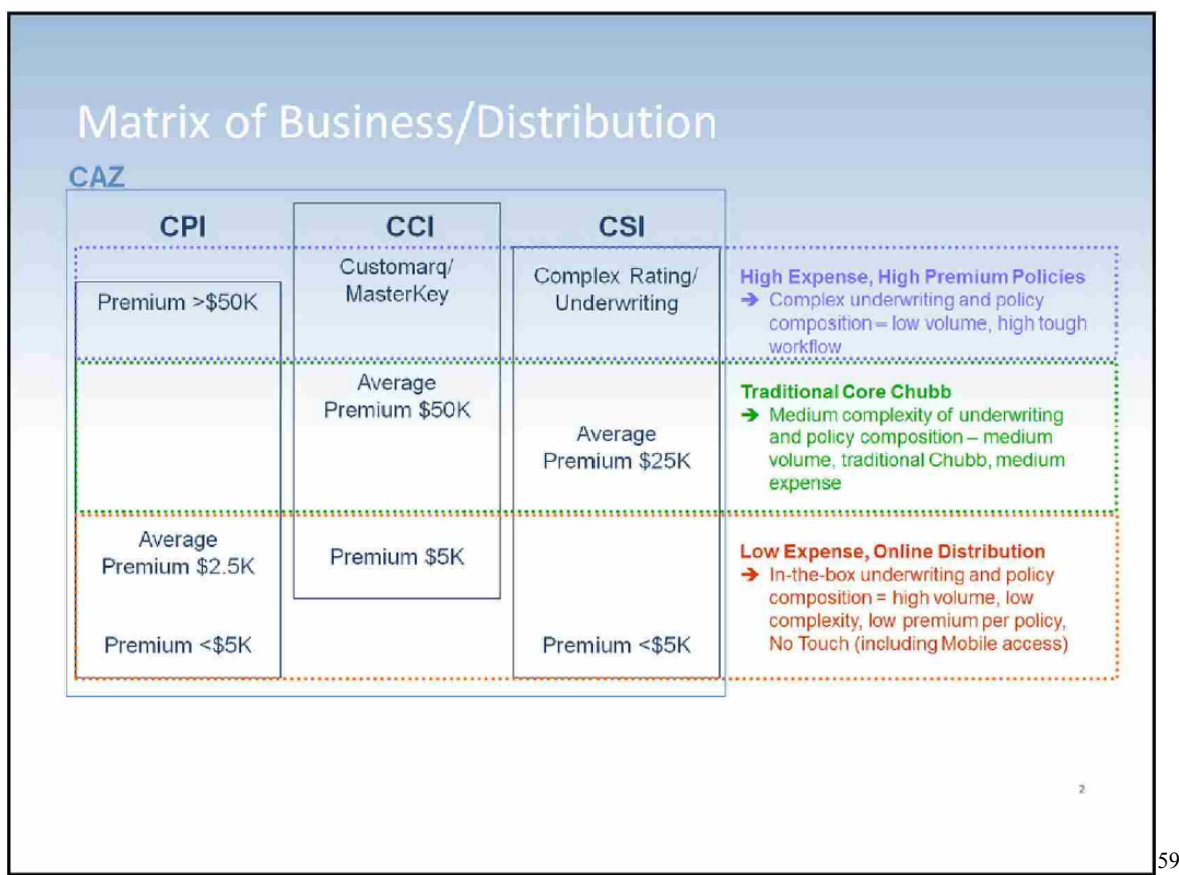 Matrix of Business/Distribution
CAZ
CPI
Premium >$50K
Average
Premium $2.5K
Premium <$5K
CCI
Customarq/
MasterKey
Average
Premium $50K
Premium $5K
CSI
Complex Rating/
Underwriting
Average
Premium $25K
Premium <$5K
High Expense, High Premium Policies
➔ Complex underwriting and policy
composition = low volume, high tough
workflow
Traditional Core Chubb
➔ Medium complexity of underwriting
and policy composition – medium
volume, traditional Chubb, medium
expense
Low Expense, Online Distribution
➔ In-the-box underwriting and policy
composition = high volume, low
complexity, low premium per policy,
No Touch (including Mobile access)
2
59